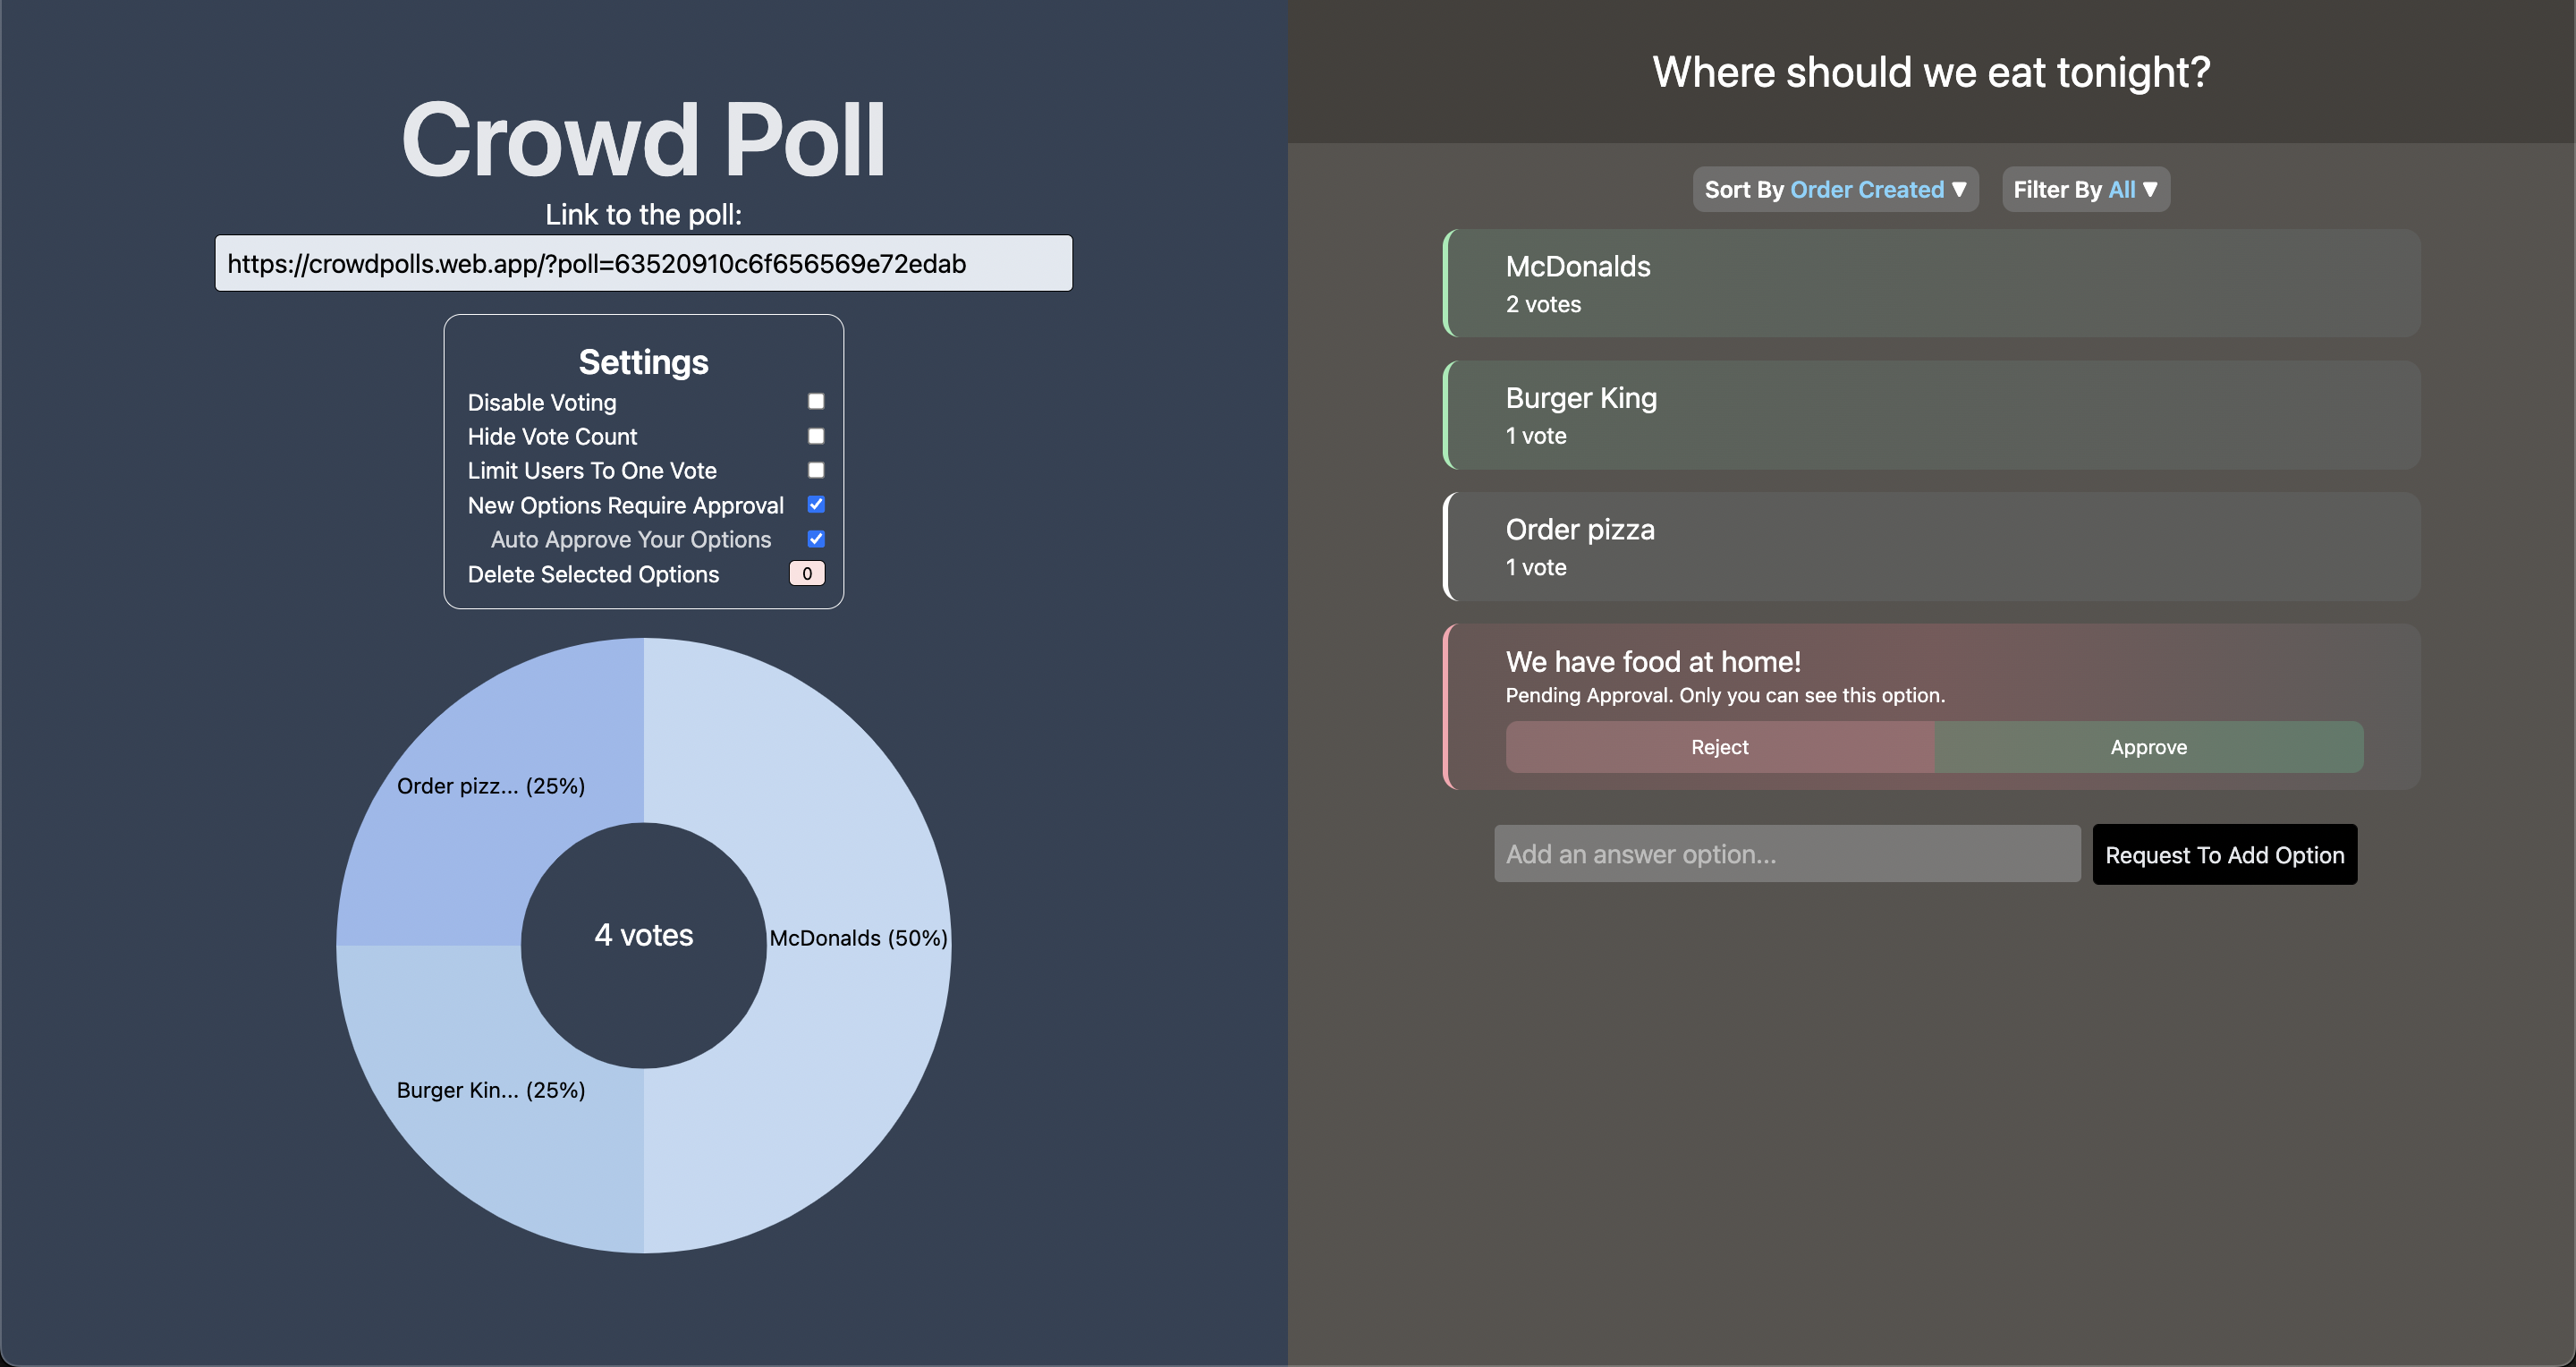 Crowd Poll
Link to the poll:
https://crowdpolls.web.app/?poll=63520910c6f656569e72edab
Settings
Disable Voting
Hide Vote Count
Limit Users To One Vote
New Options Require Approval
Auto Approve Your Options
Delete Selected Options 0
Order pizz... (25%)
4 votes
McDonalds (50%)
Burger Kin... (25%)
Where should we eat tonight?
Sort By Order Created ▼ Filter By All ▼
McDonalds
2 votes
Burger King
1 vote
Order pizza
1 vote
We have food at home!
Pending Approval. Only you can see this option.
Reject Approve
Add an answer option... Request To Add Option